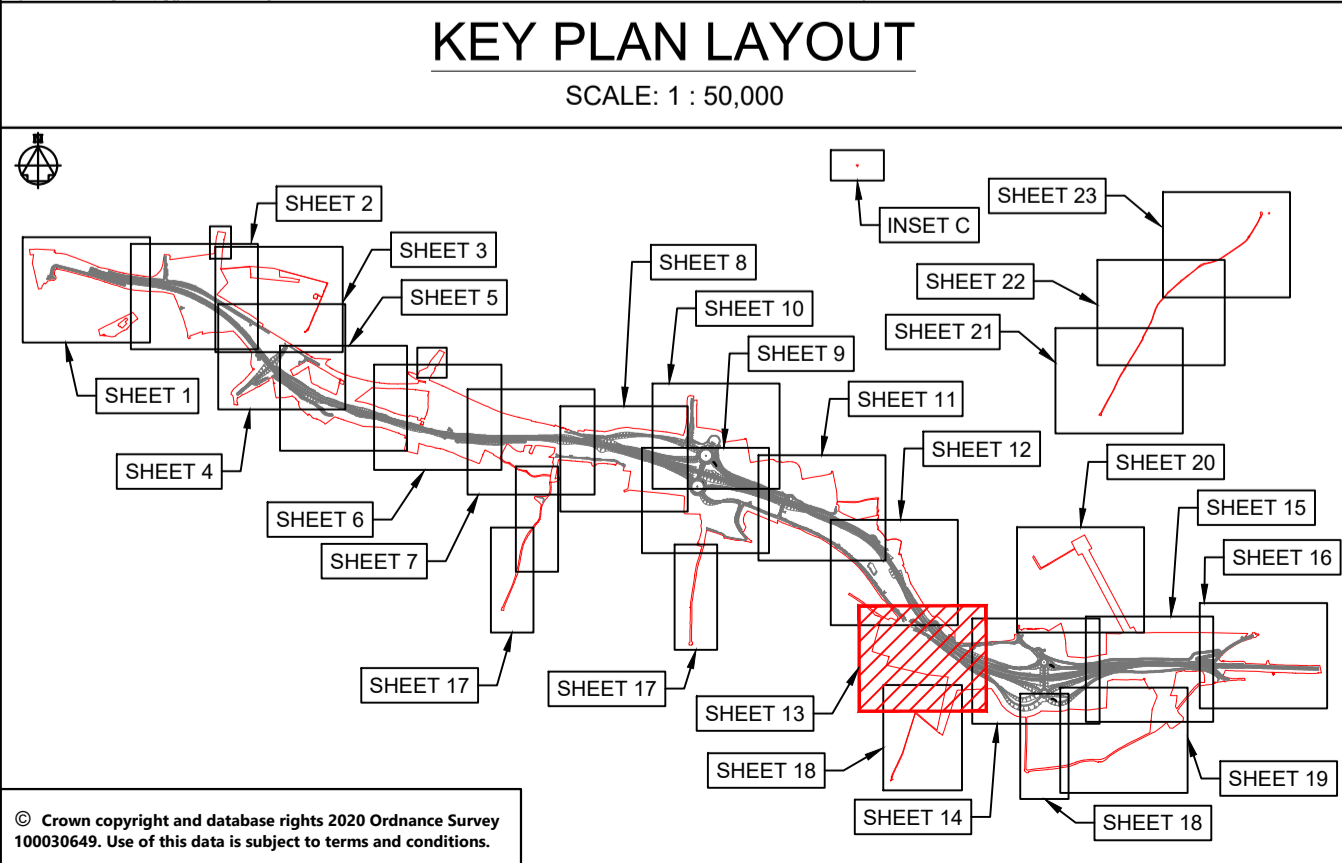 KEY PLAN LAYOUT
SCALE: 1 : 50,000
N
INSET C
SHEET 23
SHEET 2
SHEET 3
SHEET 8
SHEET 22
SHEET 5
SHEET 10
SHEET 21
SHEET 9
SHEET 1
SHEET 11
SHEET 12
SHEET 4
SHEET 20
SHEET 15
SHEET 6
SHEET 7
SHEET 16
SHEET 17
SHEET 17
SHEET 13
SHEET 18
SHEET 19
SHEET 14
SHEET 18
© Crown copyright and database rights 2020 Ordnance Survey
100030649. Use of this data is subject to terms and conditions.